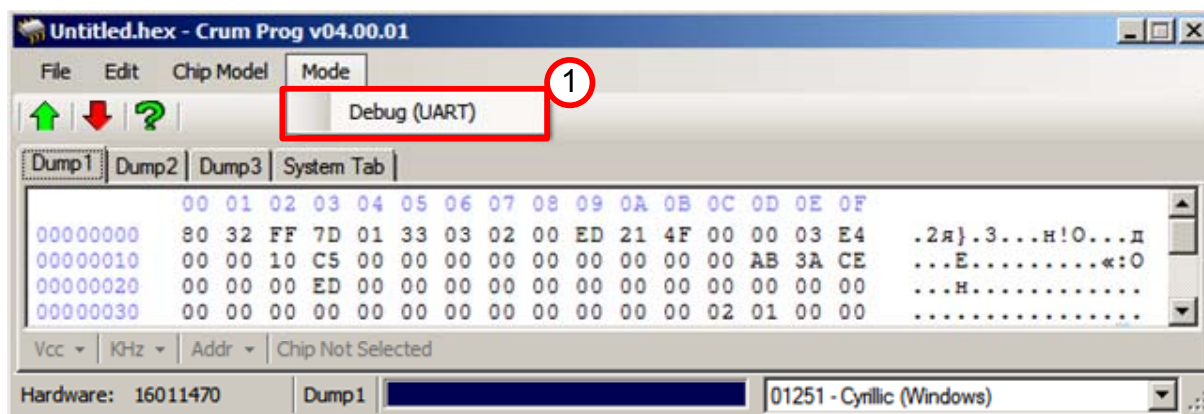 Untitled.hex - Crum Prog v04.00.01
File Edit Chip Model Mode
1
Debug (UART)
Dump1 Dump2 Dump3 System Tab
00 01 02 03 04 05 06 07 08 09 0A 0B 0C 0D 0E 0F
00000000 80 32 FF 7D 01 33 03 02 00 ED 21 4F 00 00 03 E4 .2я}.3...н!O...д
00000010 00 00 10 C5 00 00 00 00 00 00 00 00 00 AB 3A CE ...Е.........«:О
00000020 00 00 00 ED 00 00 00 00 00 00 00 00 00 00 00 00 ...н............
00000030 00 00 00 00 00 00 00 00 00 00 00 00 02 01 00 00 ................
Vcc KHz Addr Chip Not Selected
Hardware: 16011470 Dump1 01251 - Cyrillic (Windows)